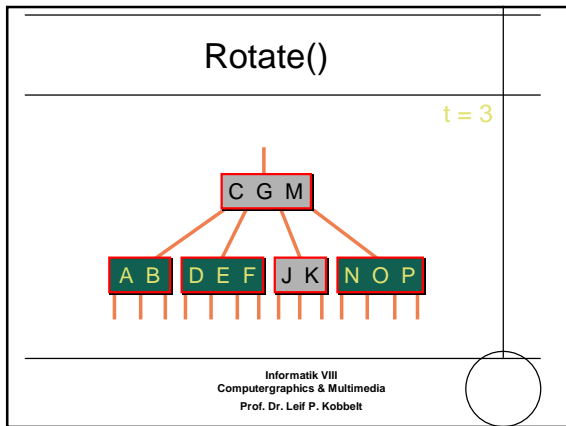 Rotate()
t = 3
C G M
A B D E F J K N O P
Informatik VIII
Computergraphics & Multimedia
Prof. Dr. Leif P. Kobbelt